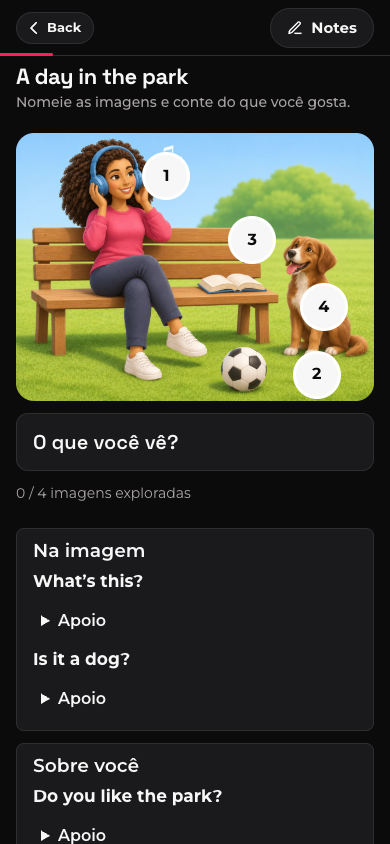 Back
Notes
A day in the park
Nomeie as imagens e conte do que você gosta.
1
3
4
2
O que você vê?
0 / 4 imagens exploradas
Na imagem
What's this?
Apoio
Is it a dog?
Apoio
Sobre você
Do you like the park?
Apoio